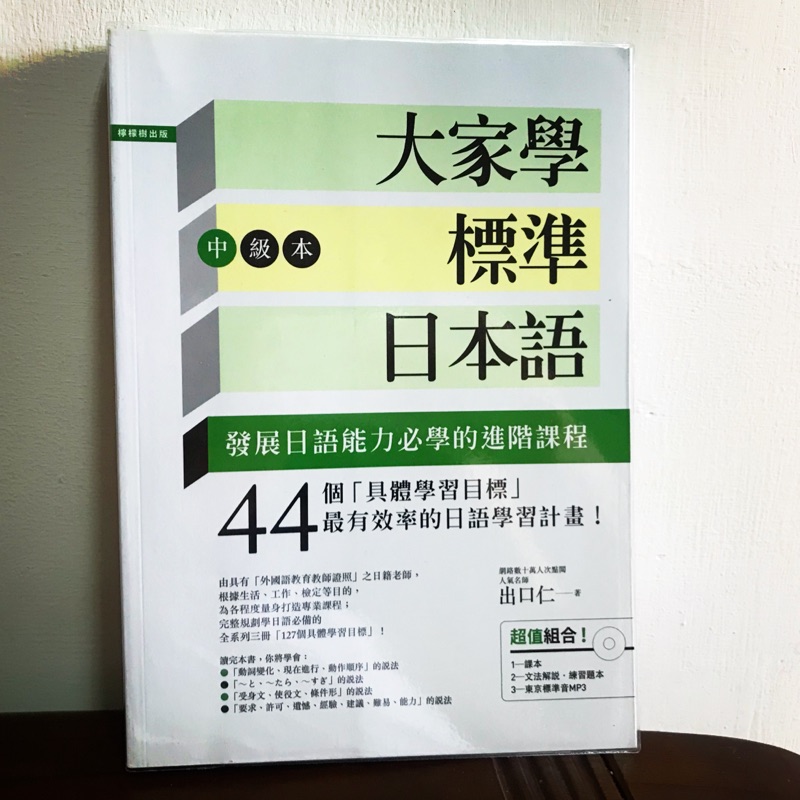 檸檬樹出版
大家學
標準
中級本
日本語
發展日語能力必學的進階課程
44個「具體學習目標」
最有效率的日語學習計畫！
由具有「外國語教育教師證照」之日籍老師，
根據生活、工作、檢定等目的，
為各程度量身打造專業課程；
完整規劃學日語必備的
全系列三冊「127個具體學習目標」！
網路數十萬人次點閱
人氣名師
出口仁—著
讀完本書，你將學會：
●「動詞變化、現在進行、動作順序」的說法
●「～と、～たら、～すぎ」的說法
●「受身文、使役文、條件形」的說法
●「要求、許可、遺憾、經驗、建議、難易、能力」的說法
超值組合！
1—課本
2—文法解說·練習題本
3—東京標準音MP3